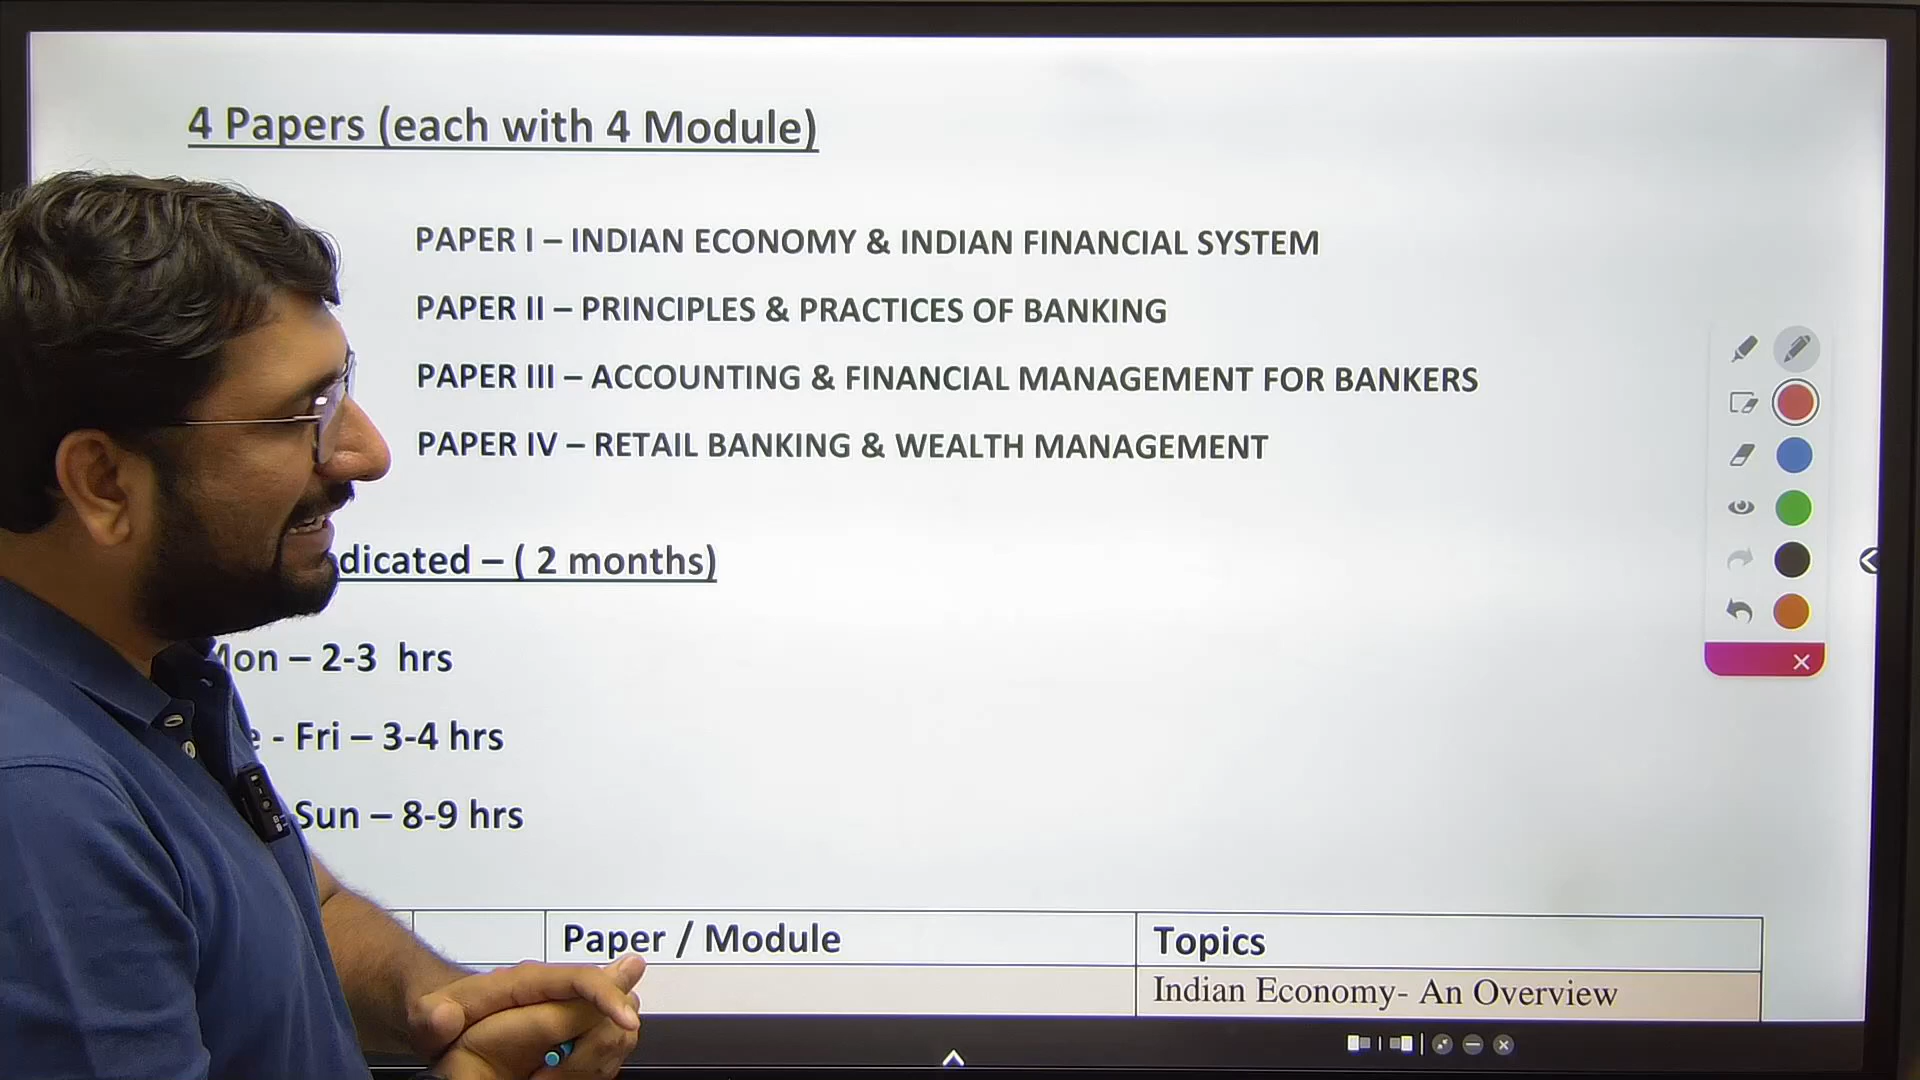 4 Papers (each with 4 Module)
PAPER I – INDIAN ECONOMY & INDIAN FINANCIAL SYSTEM
PAPER II – PRINCIPLES & PRACTICES OF BANKING
PAPER III – ACCOUNTING & FINANCIAL MANAGEMENT FOR BANKERS
PAPER IV – RETAIL BANKING & WEALTH MANAGEMENT
dicated – ( 2 months)
Mon – 2-3 hrs
e - Fri – 3-4 hrs
Sun – 8-9 hrs
Paper / Module
Topics
Indian Economy- An Overview